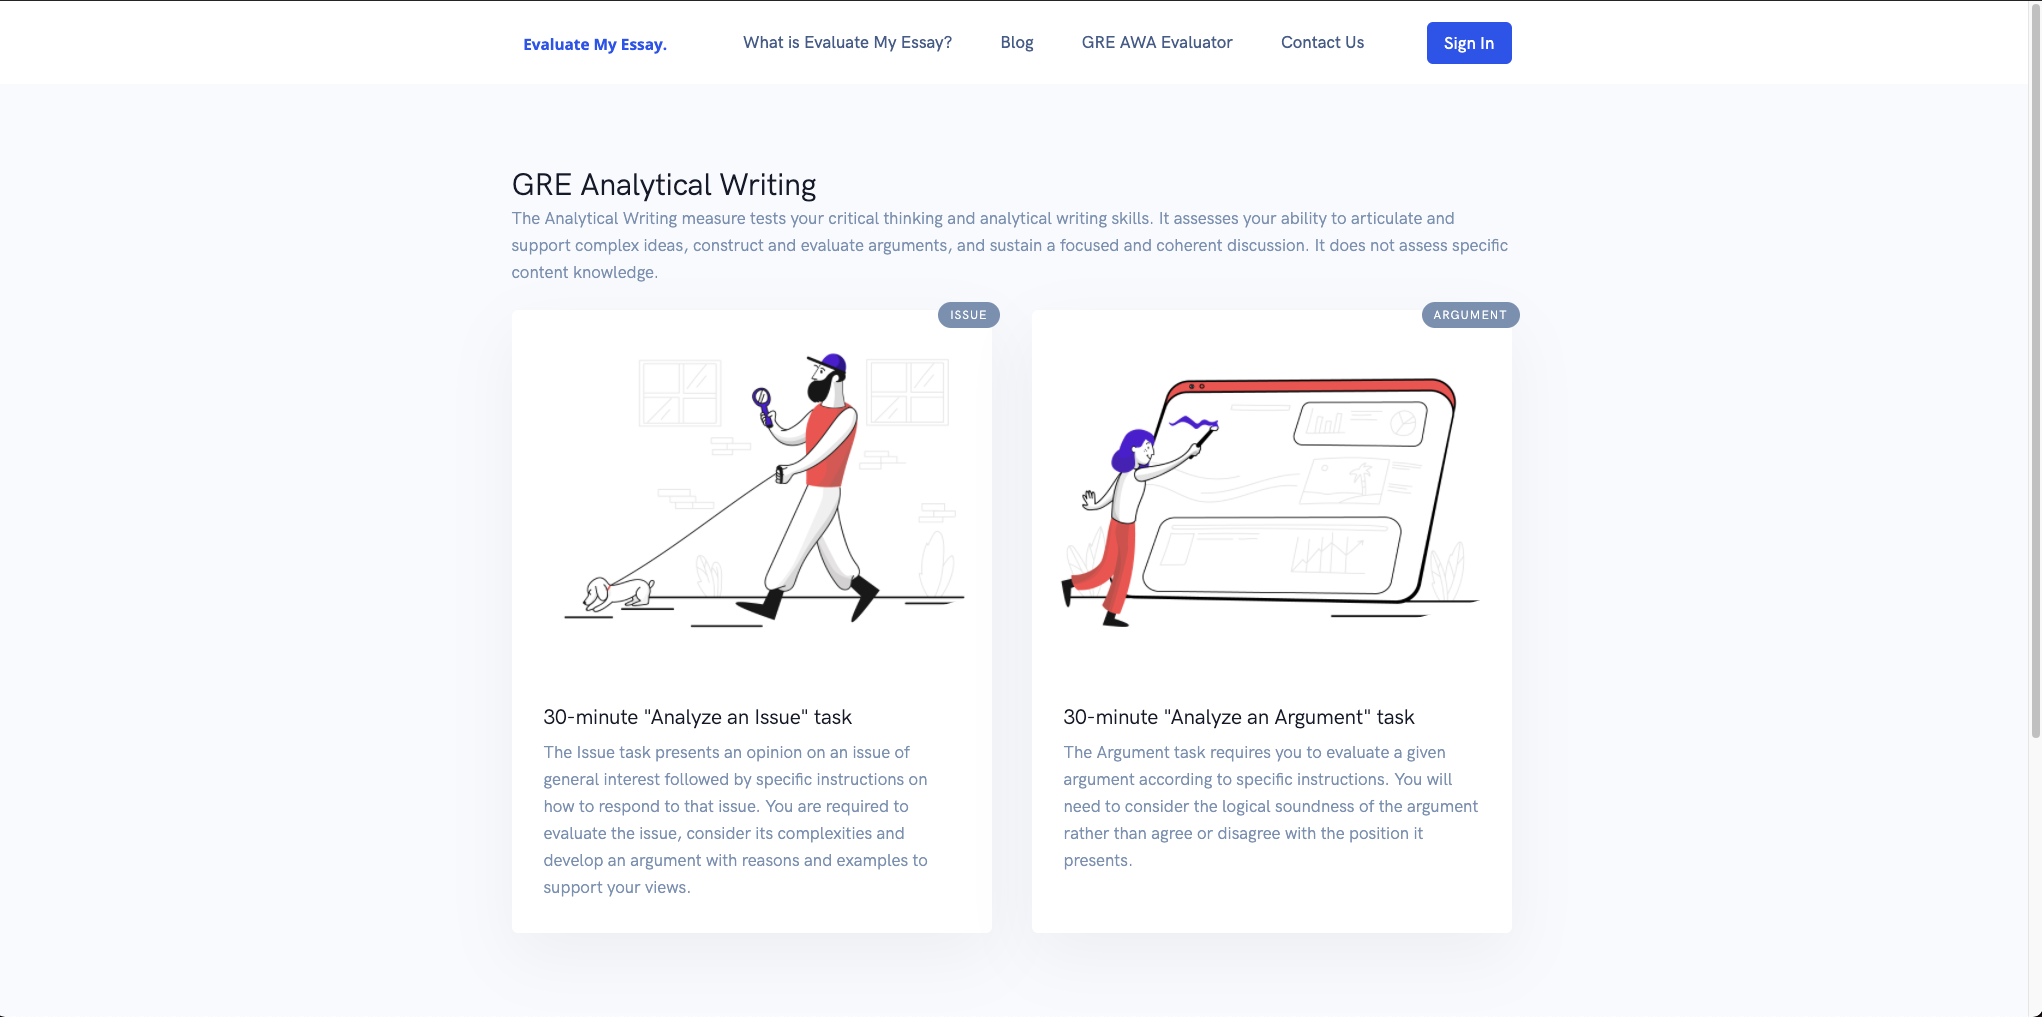 Evaluate My Essay.
What is Evaluate My Essay?
Blog
GRE AWA Evaluator
Contact Us
Sign In
GRE Analytical Writing
The Analytical Writing measure tests your critical thinking and analytical writing skills. It assesses your ability to articulate and
support complex ideas, construct and evaluate arguments, and sustain a focused and coherent discussion. It does not assess specific
content knowledge.
ISSUE
30-minute "Analyze an Issue" task
The Issue task presents an opinion on an issue of
general interest followed by specific instructions on
how to respond to that issue. You are required to
evaluate the issue, consider its complexities and
develop an argument with reasons and examples to
support your views.
ARGUMENT
30-minute "Analyze an Argument" task
The Argument task requires you to evaluate a given
argument according to specific instructions. You will
need to consider the logical soundness of the argument
rather than agree or disagree with the position it
presents.